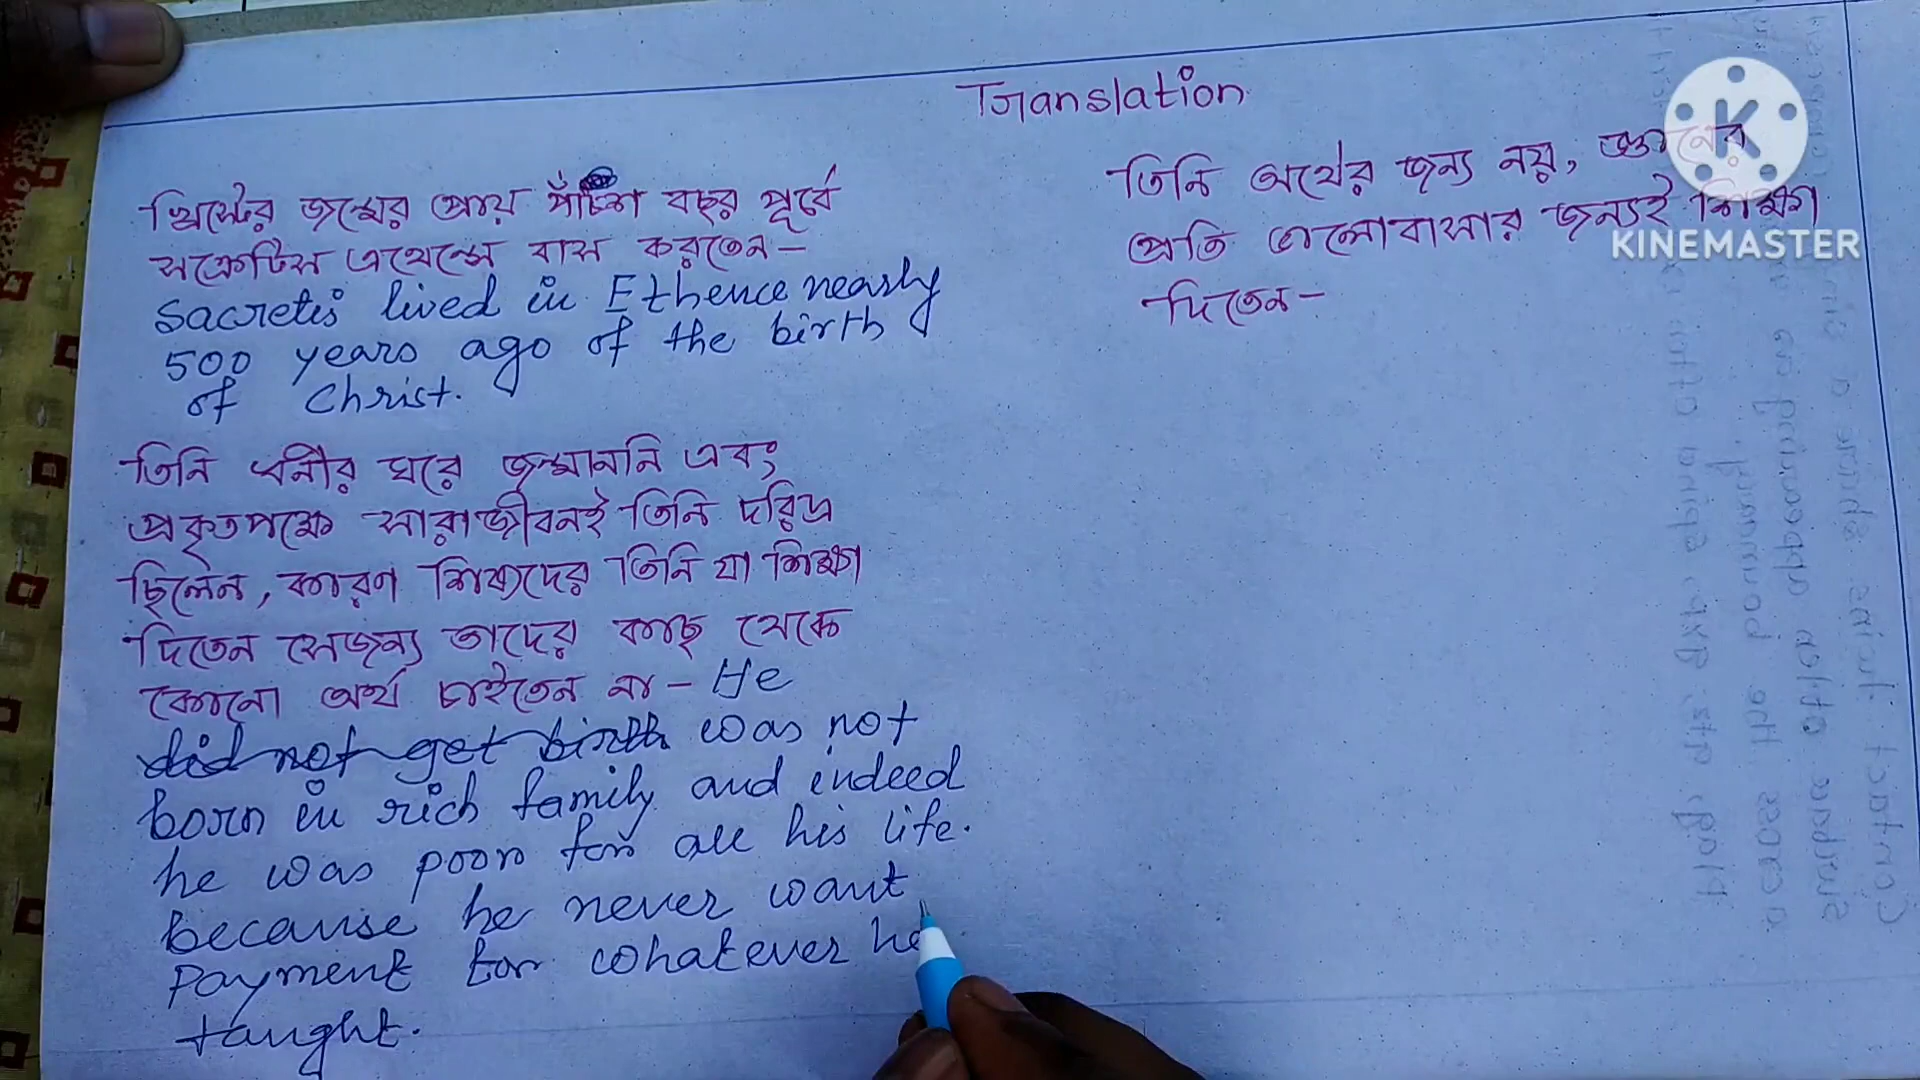 Translation
খ্রিস্টের জন্মের প্রায় পাঁচশ বছর পূর্বে
সক্রেটিস এথেন্সে বাস করতেন -
Sacretis lived in Ethence nearly
500 years ago of the birth
of Christ.
তিনি ধনীর ঘরে জন্মাননি এবং
প্রকৃতপক্ষে সারাজীবনই তিনি দরিদ্র
ছিলেন, কারণ শিষ্যদের তিনি যা শিক্ষা
দিতেন সেজন্য তাদের কাছ থেকে
কোনো অর্থ চাইতেন না - He
did not get birth was not
born in rich family and indeed
he was poor for all his life.
because he never want
Payment for whatever he
taught.
তিনি অর্থের জন্য নয়, জ্ঞানের
প্রতি ভালোবাসার জন্যই শিক্ষা
দিতেন -
K
KINEMASTER